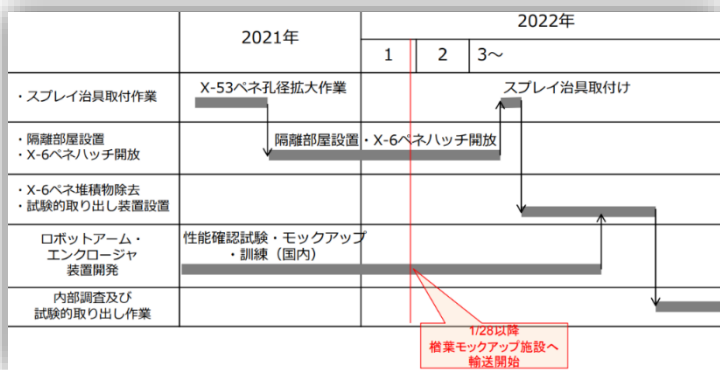 2021年
2022年
1
2
3～
・スプレイ治具取付作業
X-53ペネ孔径拡大作業
スプレイ治具取付け
・隔離部屋設置
・X-6ペネハッチ開放
隔離部屋設置・X-6ペネハッチ開放
・X-6ペネ堆積物除去
・試験的取り出し装置設置
ロボットアーム・
エンクロージャ
装置開発
性能確認試験・モックアップ
・訓練（国内）
内部調査及び
試験的取り出し作業
1/28以降
楢葉モックアップ施設へ
輸送開始